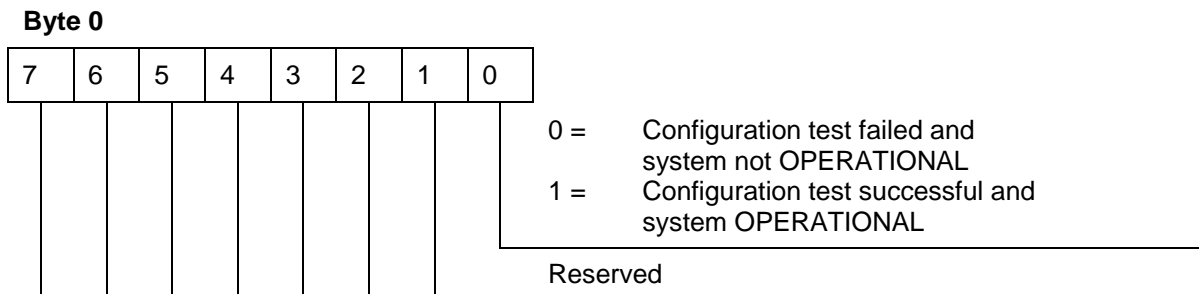 Byte 0
7 6 5 4 3 2 1 0
0 = Configuration test failed and
system not OPERATIONAL
1 = Configuration test successful and
system OPERATIONAL
Reserved